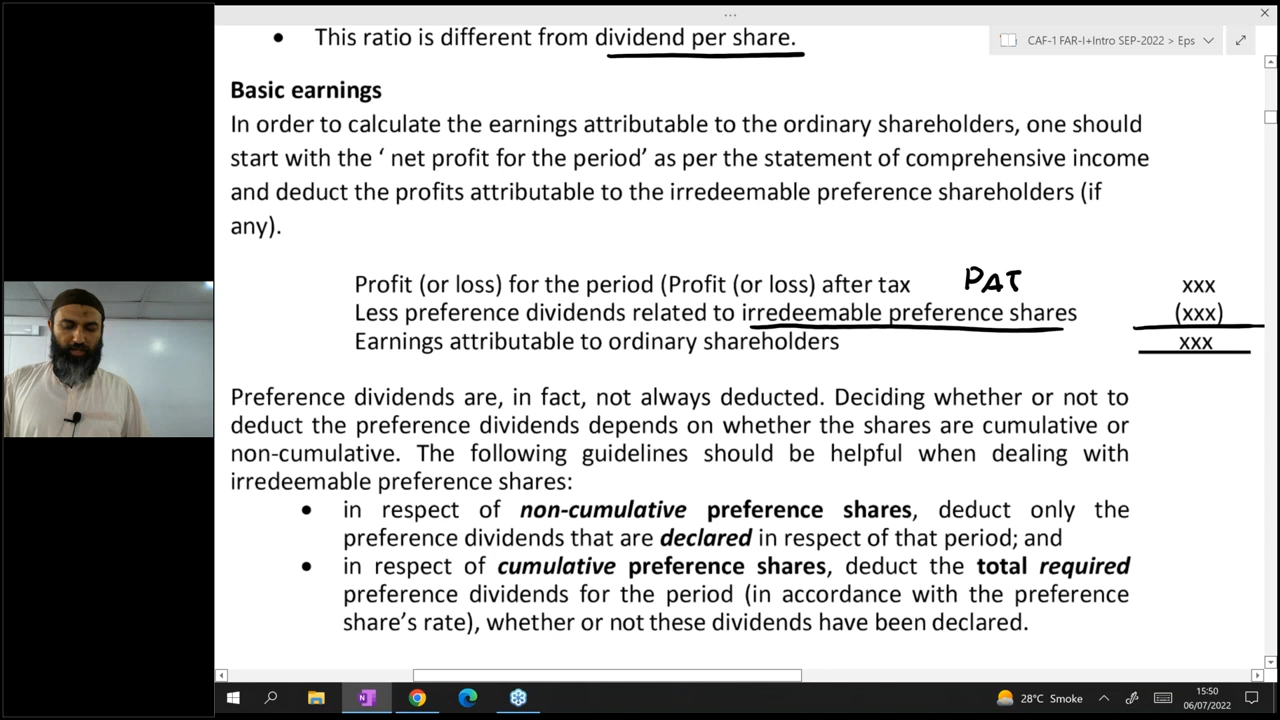 ...
• This ratio is different from dividend per share.
CAF-1 FAR-I+Intro SEP-2022 > Eps
Basic earnings
In order to calculate the earnings attributable to the ordinary shareholders, one should
start with the ‘ net profit for the period’ as per the statement of comprehensive income
and deduct the profits attributable to the irredeemable preference shareholders (if
any).
Profit (or loss) for the period (Profit (or loss) after tax PAT xxx
Less preference dividends related to irredeemable preference shares (xxx)
Earnings attributable to ordinary shareholders xxx
Preference dividends are, in fact, not always deducted. Deciding whether or not to
deduct the preference dividends depends on whether the shares are cumulative or
non-cumulative. The following guidelines should be helpful when dealing with
irredeemable preference shares:
• in respect of non-cumulative preference shares, deduct only the
preference dividends that are declared in respect of that period; and
• in respect of cumulative preference shares, deduct the total required
preference dividends for the period (in accordance with the preference
share’s rate), whether or not these dividends have been declared.
28°C Smoke
15:50
06/07/2022